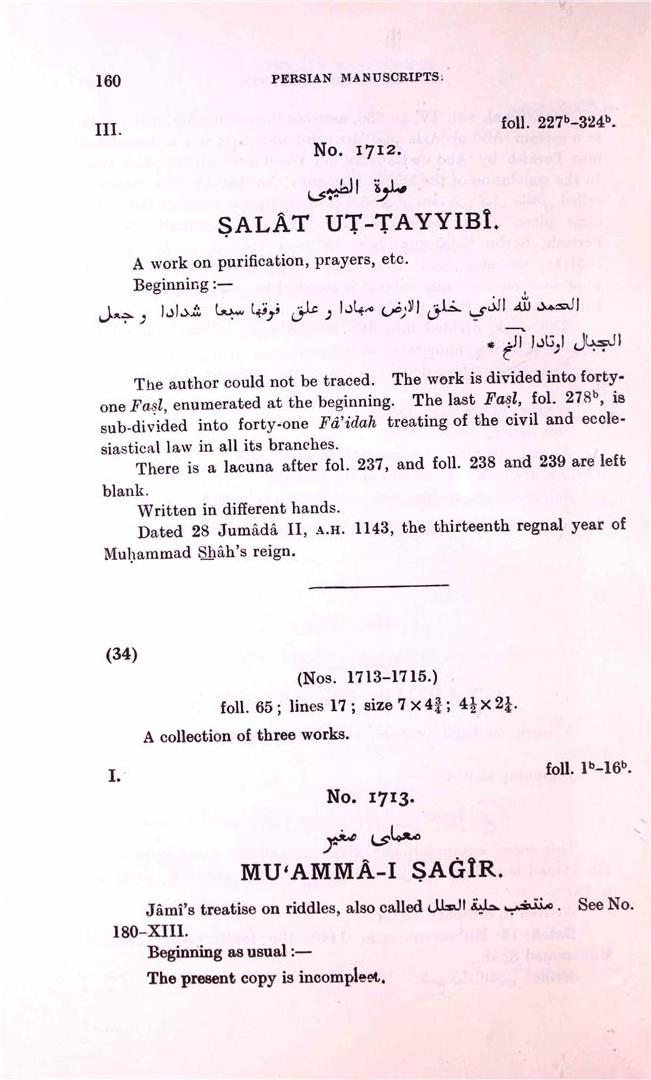 160
PERSIAN MANUSCRIPTS.
III.
foll. 227ᵇ–324ᵇ.
No. 1712.
صلوة الطيبى
ṢALÂT UṬ-ṬAYYIBÎ.
A work on purification, prayers, etc.
Beginning :—
الحمد لله الذي خلق الارض مهادا و علق فوقها سبعا شدادا و جعل
الجبال اوتادا الخ *
The author could not be traced. The work is divided into forty-
one Faṣl, enumerated at the beginning. The last Faṣl, fol. 278ᵇ, is
sub-divided into forty-one Fâ'idah treating of the civil and eccle-
siastical law in all its branches.
There is a lacuna after fol. 237, and foll. 238 and 239 are left
blank.
Written in different hands.
Dated 28 Jumâdâ II, A.H. 1143, the thirteenth regnal year of
Muḥammad Shâh's reign.
(34)
(Nos. 1713–1715.)
foll. 65 ; lines 17 ; size 7 × 4¾ ; 4½ × 2¼.
A collection of three works.
I.
foll. 1ᵇ–16ᵇ.
No. 1713.
معماى صغير
MU‘AMMÂ-I ṢAĠÎR.
Jâmî's treatise on riddles, also called منتخب حلية الحلل. See No.
180–XIII.
Beginning as usual :—
The present copy is incomplect.